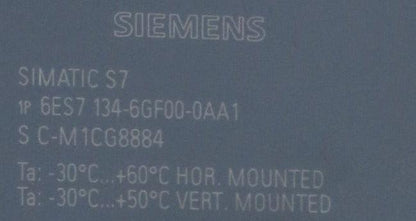 SIEMENS
SIMATIC S7
1P 6ES7 134-6GF00-0AA1
S C-M1CG8884
Ta: -30°C...+60°C HOR. MOUNTED
Ta: -30°C...+50°C VERT. MOUNTED